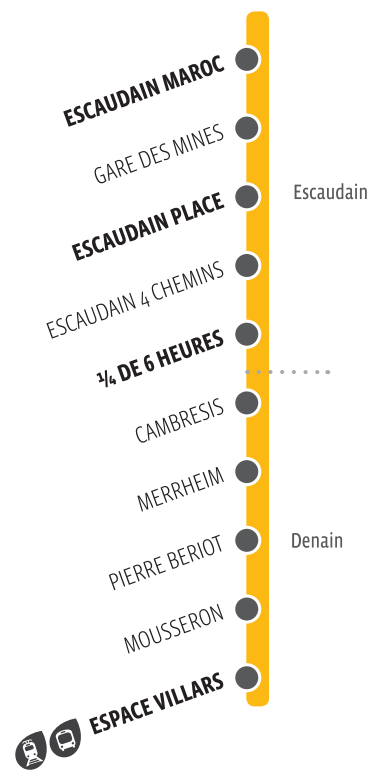 ESCAUDAIN MAROC
GARE DES MINES
ESCAUDAIN PLACE
Escaudain
ESCAUDAIN 4 CHEMINS
¼ DE 6 HEURES
CAMBRESIS
MERRHEIM
PIERRE BERIOT
Denain
MOUSSERON
ESPACE VILLARS